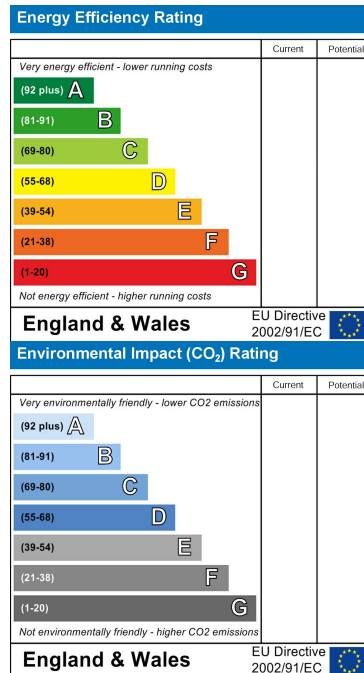 Energy Efficiency Rating
Current Potential
Very energy efficient - lower running costs
(92 plus) A
(81-91) B
(69-80) C
(55-68) D
(39-54) E
(21-38) F
(1-20) G
Not energy efficient - higher running costs
England & Wales
EU Directive
2002/91/EC
Environmental Impact (CO₂) Rating
Current Potential
Very environmentally friendly - lower CO2 emissions
(92 plus) A
(81-91) B
(69-80) C
(55-68) D
(39-54) E
(21-38) F
(1-20) G
Not environmentally friendly - higher CO2 emissions
England & Wales
EU Directive
2002/91/EC